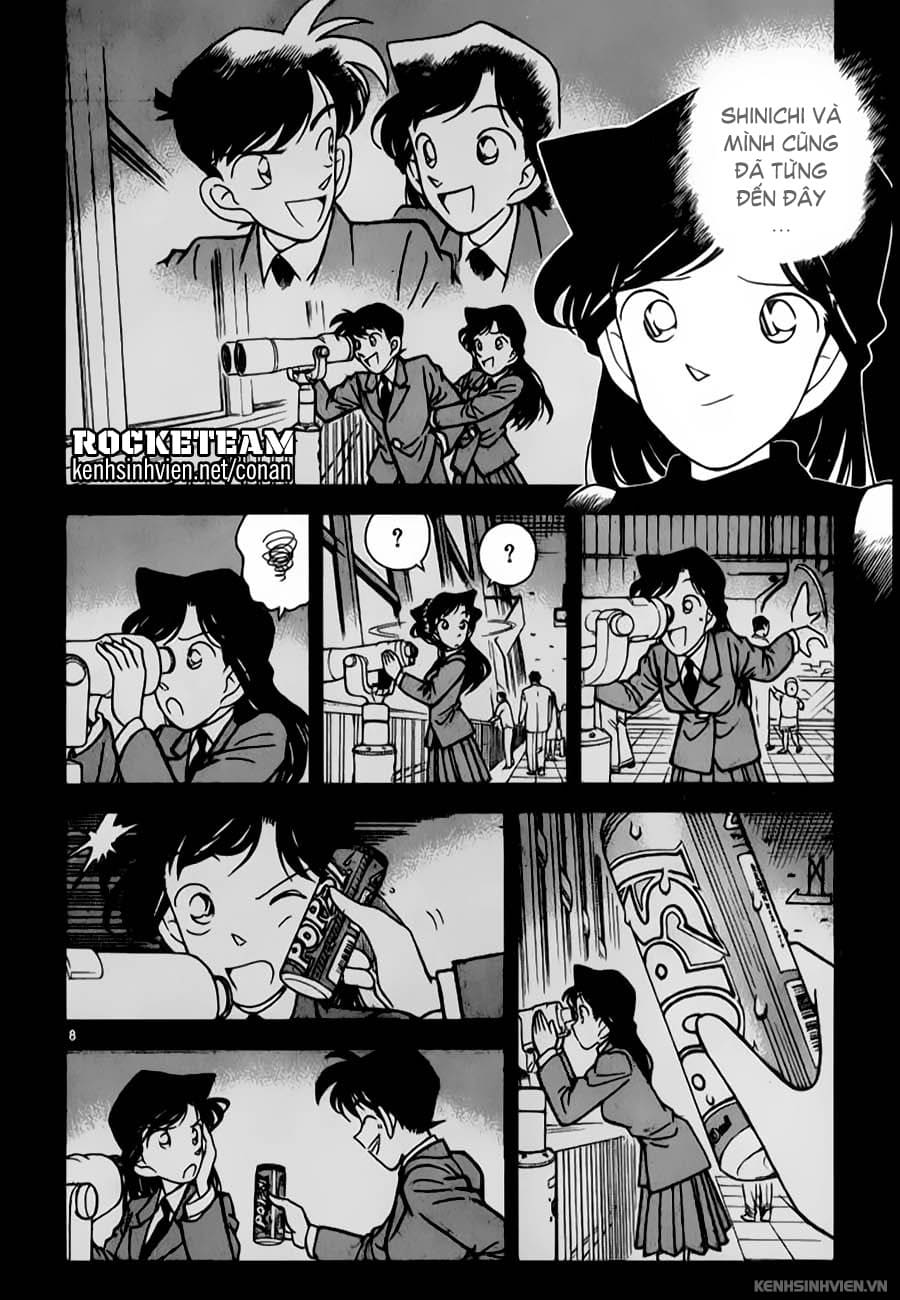 SHINICHI VÀ
MÌNH CŨNG
ĐÃ TỪNG
ĐẾN ĐÂY
...
ROCKETEAM
kenhsinhvien.net/conan
?
?
8
KENHSINHVIEN.VN